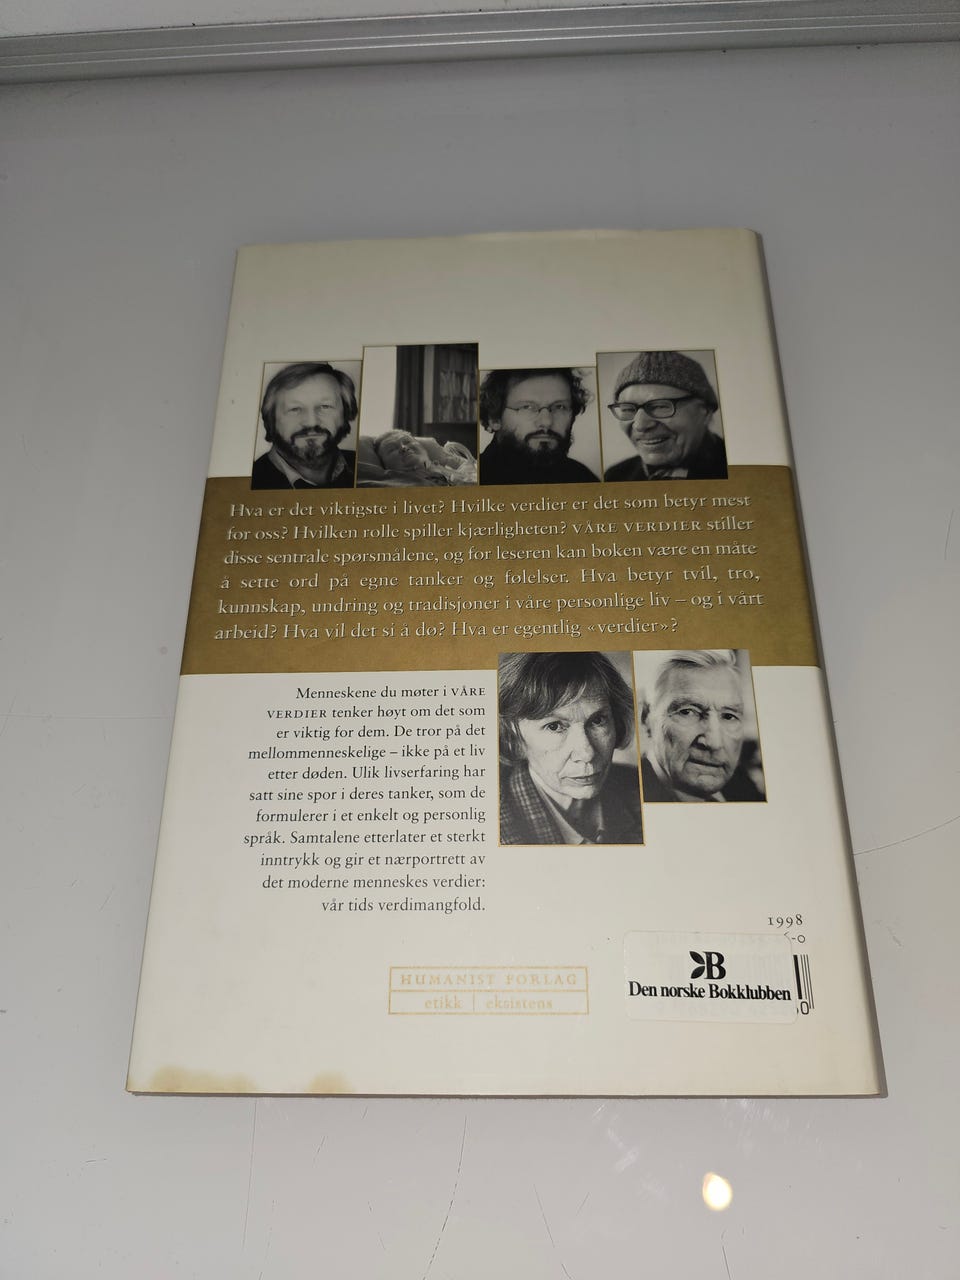 Hva er det viktigste i livet? Hvilke verdier er det som betyr mest
for oss? Hvilken rolle spiller kjærligheten? VÅRE VERDIER stiller
disse sentrale spørsmålene, og for leseren kan boken være en måte
å sette ord på egne tanker og følelser. Hva betyr tvil, tro,
kunnskap, undring og tradisjoner i våre personlige liv – og i vårt
arbeid? Hva vil det si å dø? Hva er egentlig «verdier»?
Menneskene du møter i VÅRE
VERDIER tenker høyt om det som
er viktig for dem. De tror på det
mellommenneskelige – ikke på et liv
etter døden. Ulik livserfaring har
satt sine spor i deres tanker, som de
formulerer i et enkelt og personlig
språk. Samtalene etterlater et sterkt
inntrykk og gir et nærportrett av
det moderne menneskes verdier:
vår tids verdimangfold.
1998
-0
HUMANIST FORLAG
etikk | eksistens
B
Den norske Bokklubben
0